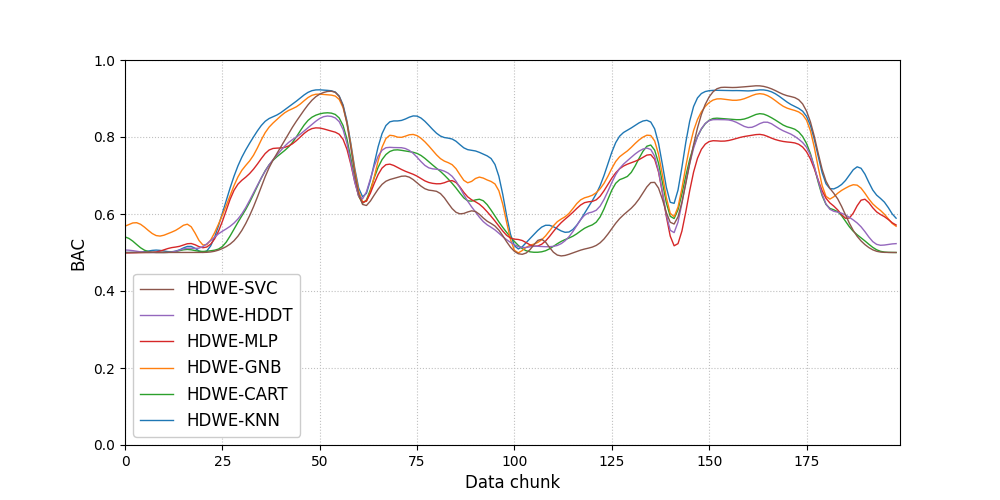 1.0
0.8
0.6
0.4
0.2
0.0
BAC
HDWE-SVC
HDWE-HDDT
HDWE-MLP
HDWE-GNB
HDWE-CART
HDWE-KNN
0 25 50 75 100 125 150 175
Data chunk